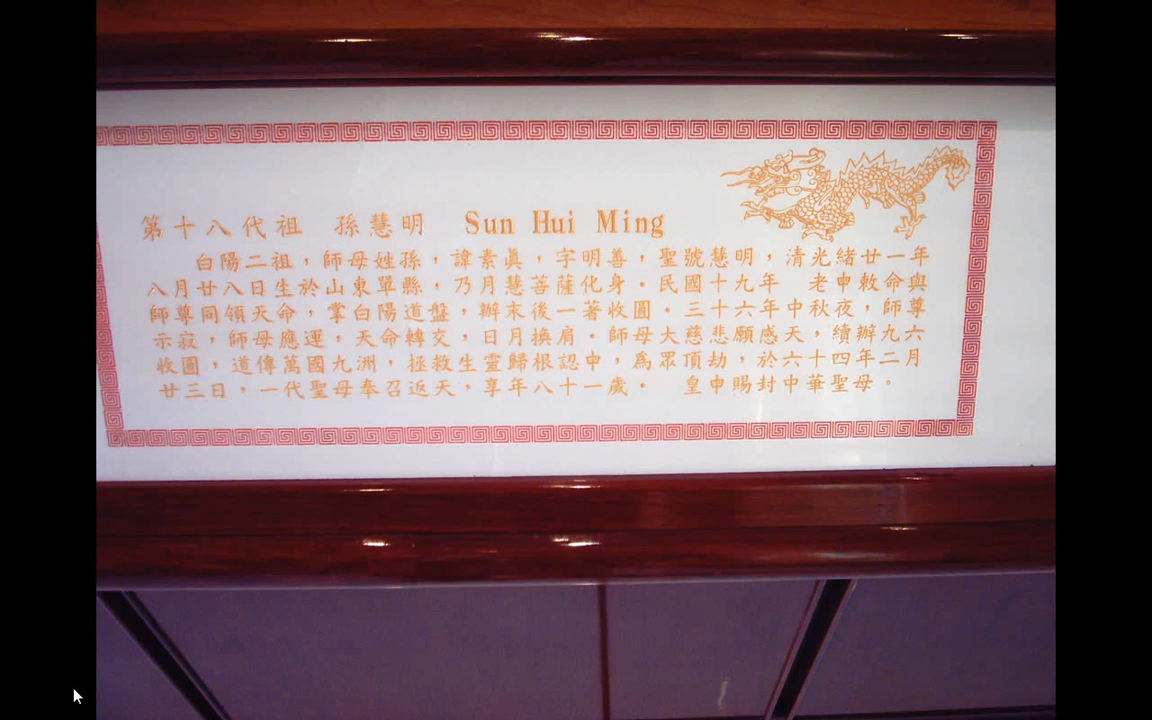 第十八代祖 孫慧明 Sun Hui Ming
白陽二祖，師母姓孫，諱素眞，字明善，聖號慧明，清光緒廿一年
八月廿八日生於山東單縣，乃月慧菩薩化身。民國十九年 老申敕命與
師尊同領天命，掌白陽道盤，辦末後一著收圓。三十六年中秋夜，師尊
示寂，師母應運，天命轉交，日月換肩。師母大慈悲願感天，續辦九六
收圓，道傳萬國九洲，拯救生靈歸根認申，爲眾頂劫，於六十四年二月
廿三日，一代聖母奉召返天，享年八十一歲。 皇申賜封中華聖母。